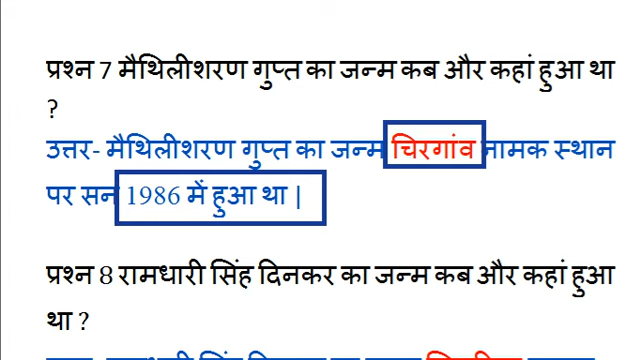 प्रश्न 7 मैथिलीशरण गुप्त का जन्म कब और कहां हुआ था
?
उत्तर- मैथिलीशरण गुप्त का जन्म चिरगांव नामक स्थान
पर सन 1986 में हुआ था |
प्रश्न 8 रामधारी सिंह दिनकर का जन्म कब और कहां हुआ
था ?